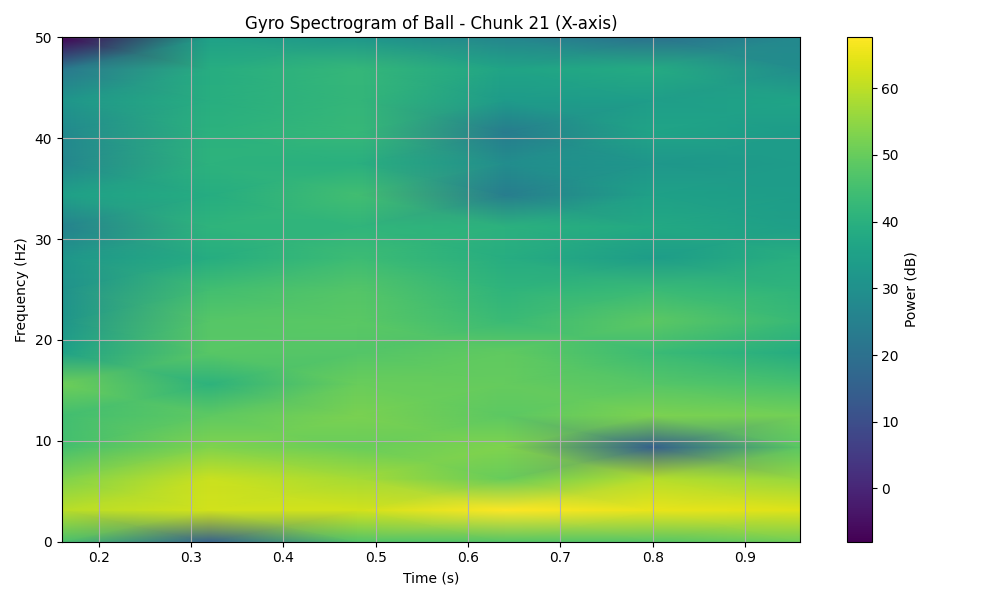 Gyro Spectrogram of Ball - Chunk 21 (X-axis)
50
40
30
20
10
0
Frequency (Hz)
0.2 0.3 0.4 0.5 0.6 0.7 0.8 0.9
Time (s)
60
50
40
30
20
10
0
Power (dB)